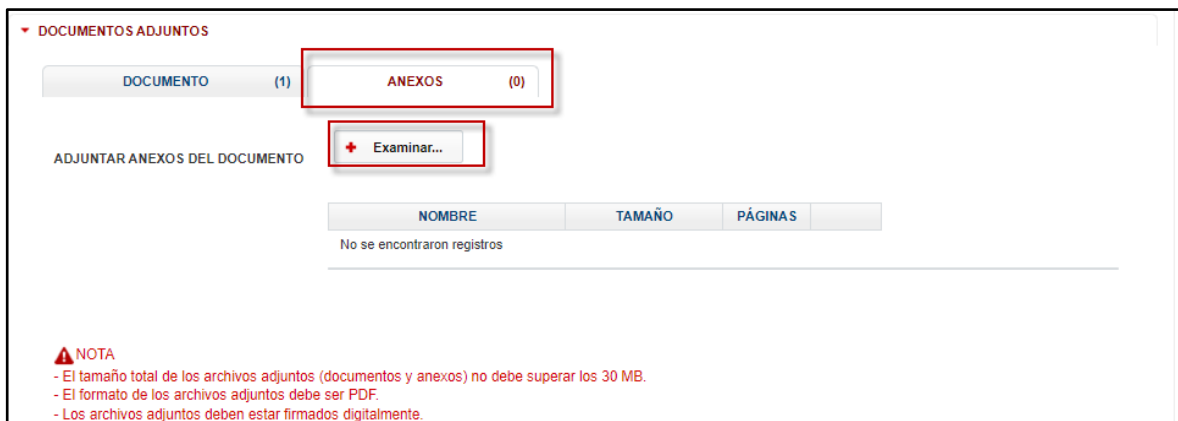 DOCUMENTOS ADJUNTOS
DOCUMENTO (1) ANEXOS (0)
ADJUNTAR ANEXOS DEL DOCUMENTO Examinar...
NOMBRE TAMAÑO PÁGINAS
No se encontraron registros
NOTA
- El tamaño total de los archivos adjuntos (documentos y anexos) no debe superar los 30 MB.
- El formato de los archivos adjuntos debe ser PDF.
- Los archivos adjuntos deben estar firmados digitalmente.